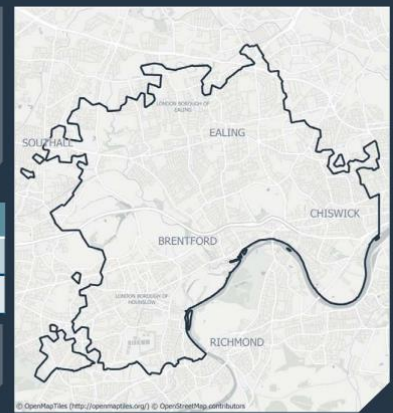 LONDON BOROUGH OF
EALING
SOUTHALL
EALING
CHISWICK
BRENTFORD
LONDON BOROUGH OF
HOUNSLOW
RICHMOND
© OpenMapTiles (http://openmaptiles.org/) © OpenStreetMap contributors